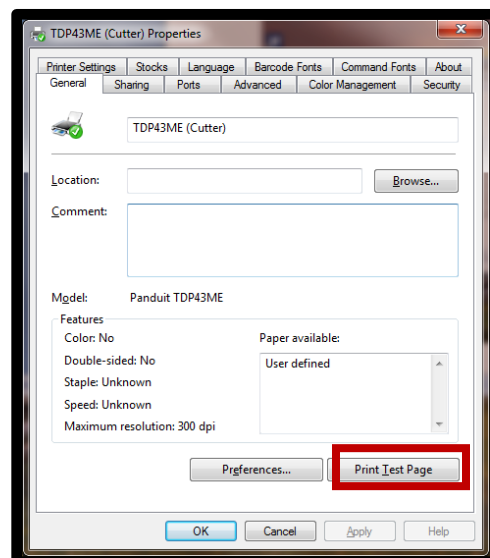 TDP43ME (Cutter) Properties
Printer Settings Stocks Language Barcode Fonts Command Fonts About
General Sharing Ports Advanced Color Management Security
TDP43ME (Cutter)
Location: Browse...
Comment:
Model: Panduit TDP43ME
Features
Color: No Paper available:
Double-sided: No User defined
Staple: Unknown
Speed: Unknown
Maximum resolution: 300 dpi
Preferences... Print Test Page
OK Cancel Apply Help